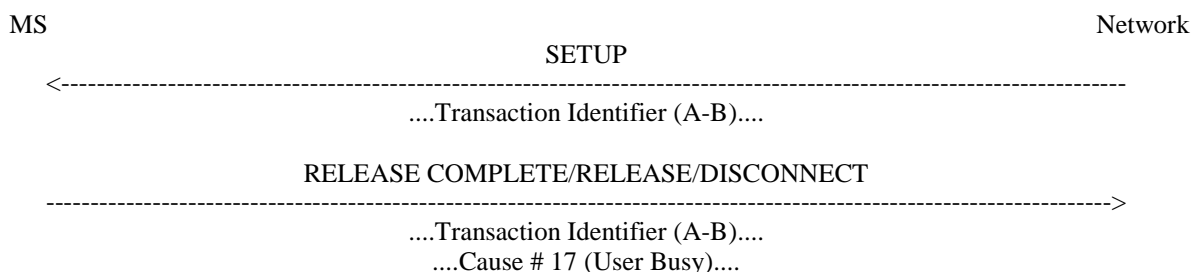 MS Network
SETUP
<------------------------------------------------------------------------------------------------------------------------
....Transaction Identifier (A-B)....
RELEASE COMPLETE/RELEASE/DISCONNECT
------------------------------------------------------------------------------------------------------------------------>
....Transaction Identifier (A-B)....
....Cause # 17 (User Busy)....